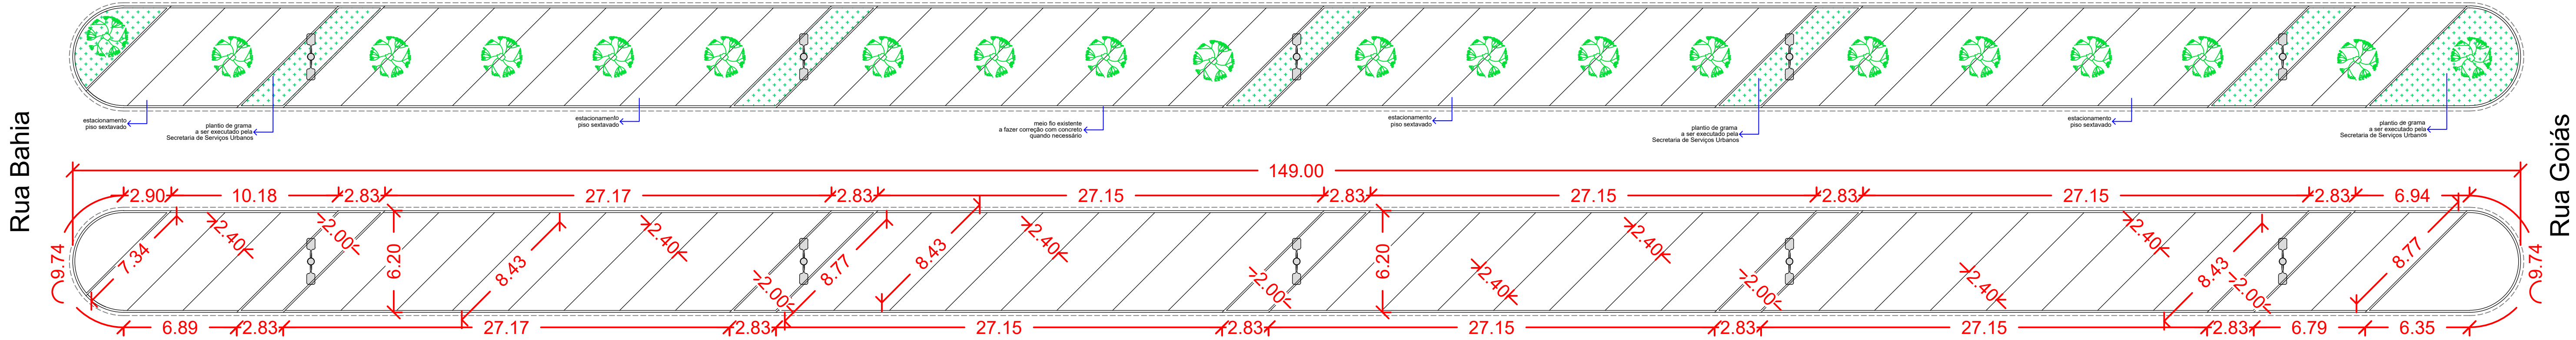 Rua Bahia
estacionamento
piso sextavado
plantio de grama
a ser executado pela
Secretaria de Serviços Urbanos
estacionamento
piso sextavado
meio fio existente
a fazer correção com concreto
quando necessário
estacionamento
piso sextavado
plantio de grama
a ser executado pela
Secretaria de Serviços Urbanos
estacionamento
piso sextavado
plantio de grama
a ser executado pela
Secretaria de Serviços Urbanos
Rua Goiás
149.00
2.90 10.18 2.83 27.17 2.83 27.15 2.83 27.15 2.83 27.15 2.83 6.94
9.74 7.34 2.40 2.00 6.20 8.43 2.40 2.00 8.77 8.43 2.40 2.00 6.20 2.40 2.40 2.00 2.40 2.40 8.43 2.00 8.77 9.74
6.89 2.83 27.17 2.83 27.15 2.83 27.15 2.83 27.15 2.83 6.79 6.35